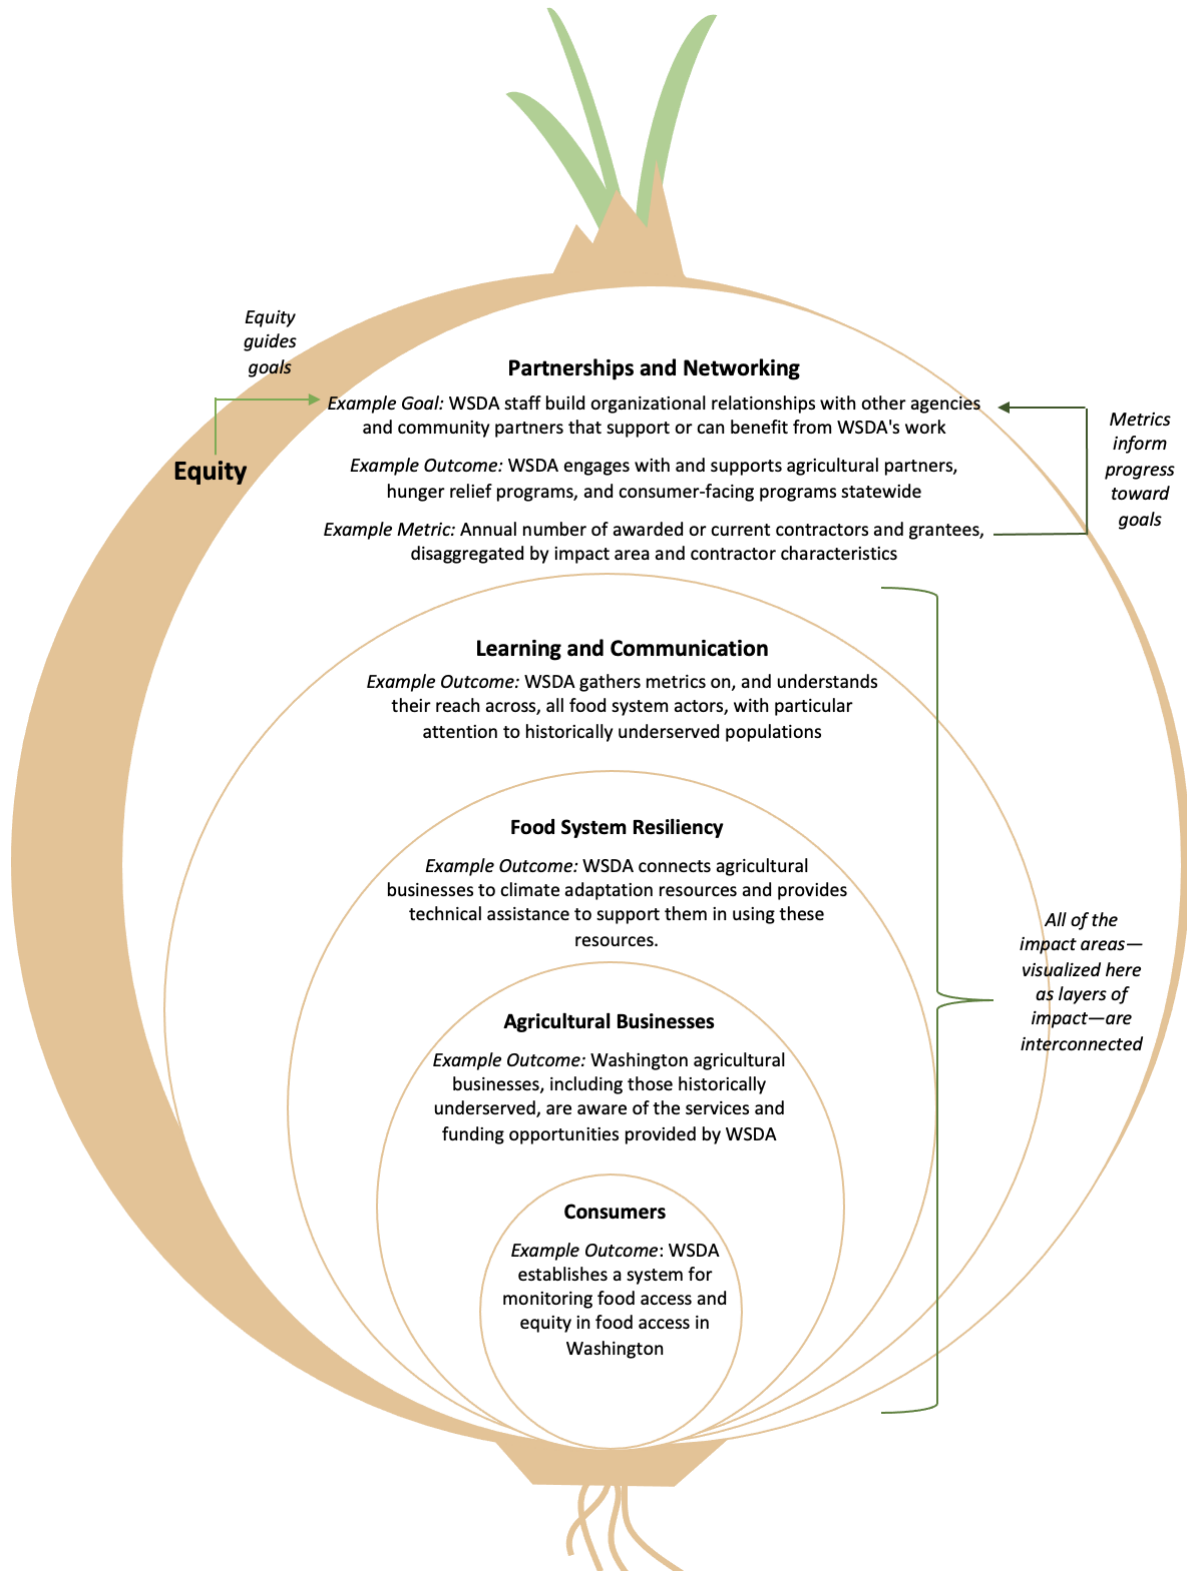 Equity
guides
goals
Equity
Partnerships and Networking
Example Goal: WSDA staff build organizational relationships with other agencies
and community partners that support or can benefit from WSDA's work
Example Outcome: WSDA engages with and supports agricultural partners,
hunger relief programs, and consumer-facing programs statewide
Example Metric: Annual number of awarded or current contractors and grantees,
disaggregated by impact area and contractor characteristics
Metrics
inform
progress
toward
goals
Learning and Communication
Example Outcome: WSDA gathers metrics on, and understands
their reach across, all food system actors, with particular
attention to historically underserved populations
Food System Resiliency
Example Outcome: WSDA connects agricultural
businesses to climate adaptation resources and provides
technical assistance to support them in using these
resources.
All of the
impact areas—
visualized here
as layers of
impact—are
interconnected
Agricultural Businesses
Example Outcome: Washington agricultural
businesses, including those historically
underserved, are aware of the services and
funding opportunities provided by WSDA
Consumers
Example Outcome: WSDA
establishes a system for
monitoring food access and
equity in food access in
Washington